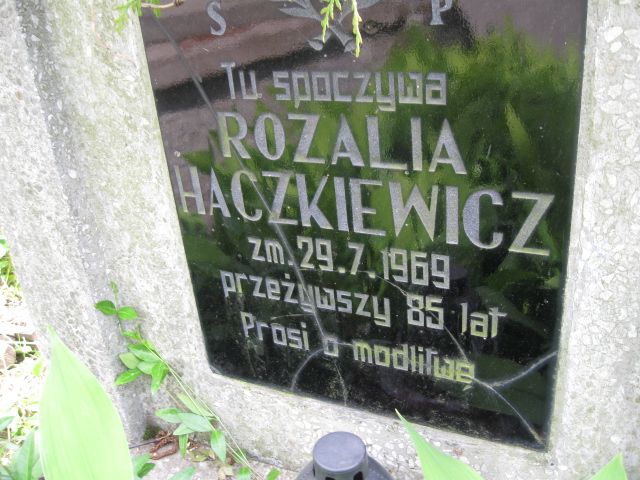 S P
Tu spoczywa
ROZALIA
HACZKIEWICZ
zm. 29.7.1969
przeżywszy 85 lat
Prosi o modlitwę